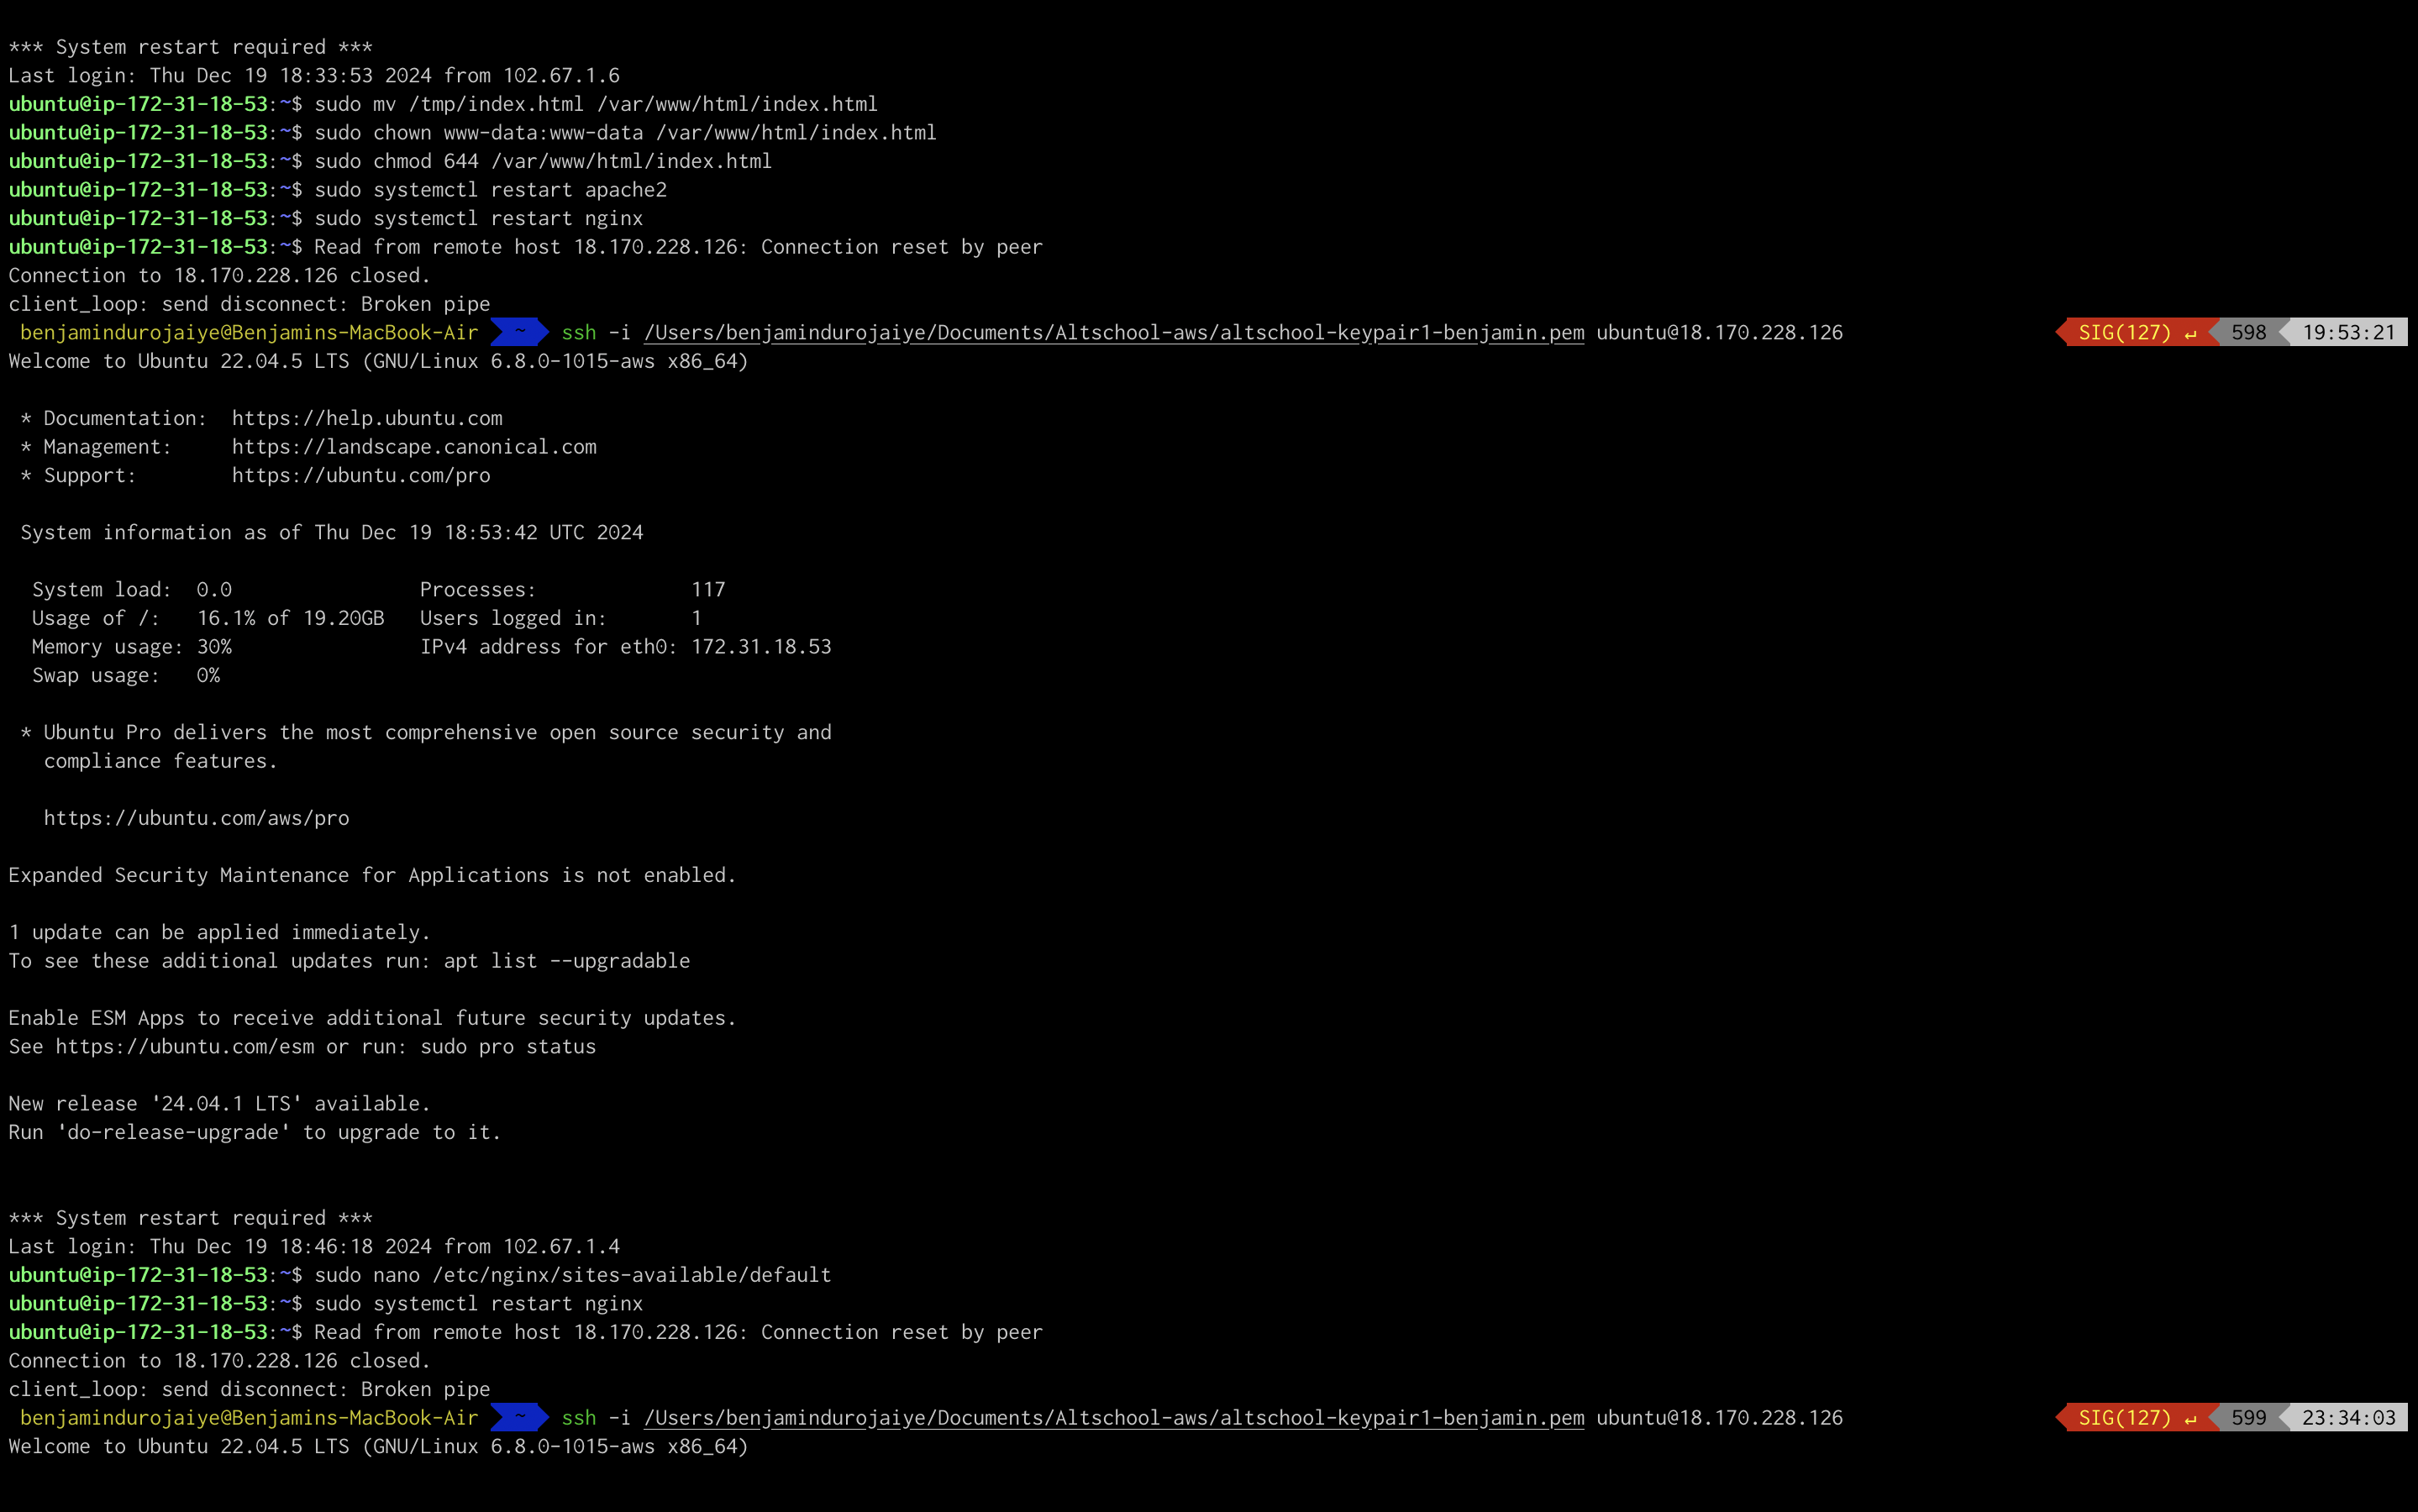 *** System restart required ***
Last login: Thu Dec 19 18:33:53 2024 from 102.67.1.6
ubuntu@ip-172-31-18-53:~$ sudo mv /tmp/index.html /var/www/html/index.html
ubuntu@ip-172-31-18-53:~$ sudo chown www-data:www-data /var/www/html/index.html
ubuntu@ip-172-31-18-53:~$ sudo chmod 644 /var/www/html/index.html
ubuntu@ip-172-31-18-53:~$ sudo systemctl restart apache2
ubuntu@ip-172-31-18-53:~$ sudo systemctl restart nginx
ubuntu@ip-172-31-18-53:~$ Read from remote host 18.170.228.126: Connection reset by peer
Connection to 18.170.228.126 closed.
client_loop: send disconnect: Broken pipe
benjamindurojaiye@Benjamins-MacBook-Air ~ ssh -i /Users/benjamindurojaiye/Documents/Altschool-aws/altschool-keypair1-benjamin.pem ubuntu@18.170.228.126 SIG(127) ↵ 598 19:53:21
Welcome to Ubuntu 22.04.5 LTS (GNU/Linux 6.8.0-1015-aws x86_64)
* Documentation: https://help.ubuntu.com
* Management: https://landscape.canonical.com
* Support: https://ubuntu.com/pro
System information as of Thu Dec 19 18:53:42 UTC 2024
System load: 0.0 Processes: 117
Usage of /: 16.1% of 19.20GB Users logged in: 1
Memory usage: 30% IPv4 address for eth0: 172.31.18.53
Swap usage: 0%
* Ubuntu Pro delivers the most comprehensive open source security and
compliance features.
https://ubuntu.com/aws/pro
Expanded Security Maintenance for Applications is not enabled.
1 update can be applied immediately.
To see these additional updates run: apt list --upgradable
Enable ESM Apps to receive additional future security updates.
See https://ubuntu.com/esm or run: sudo pro status
New release '24.04.1 LTS' available.
Run 'do-release-upgrade' to upgrade to it.
*** System restart required ***
Last login: Thu Dec 19 18:46:18 2024 from 102.67.1.4
ubuntu@ip-172-31-18-53:~$ sudo nano /etc/nginx/sites-available/default
ubuntu@ip-172-31-18-53:~$ sudo systemctl restart nginx
ubuntu@ip-172-31-18-53:~$ Read from remote host 18.170.228.126: Connection reset by peer
Connection to 18.170.228.126 closed.
client_loop: send disconnect: Broken pipe
benjamindurojaiye@Benjamins-MacBook-Air ~ ssh -i /Users/benjamindurojaiye/Documents/Altschool-aws/altschool-keypair1-benjamin.pem ubuntu@18.170.228.126 SIG(127) ↵ 599 23:34:03
Welcome to Ubuntu 22.04.5 LTS (GNU/Linux 6.8.0-1015-aws x86_64)